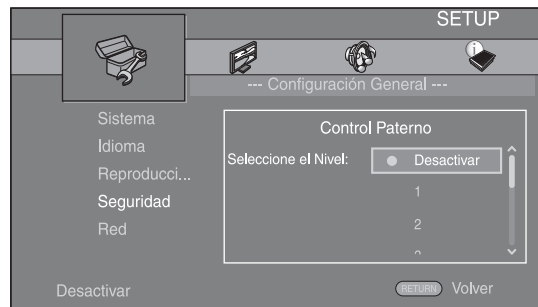 SETUP
--- Configuración General ---
Sistema
Idioma
Reproducci...
Seguridad
Red
Control Paterno
Seleccione el Nivel:
Desactivar
1
2
Desactivar
RETURN Volver